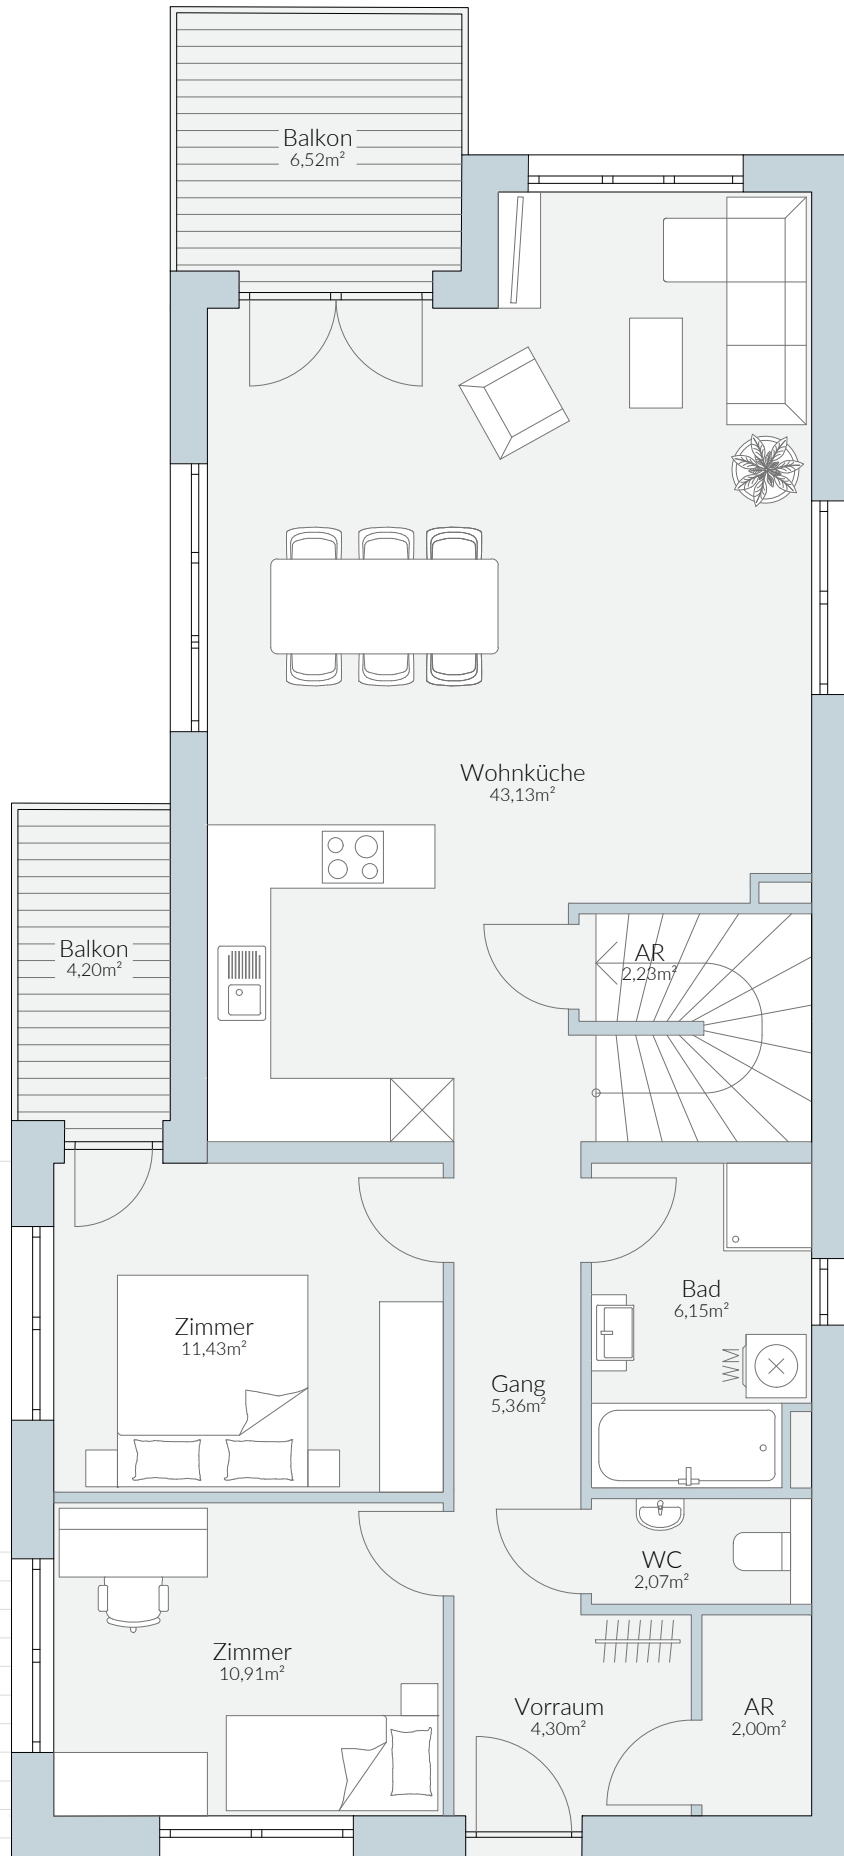 Balkon
6,52m²
Wohnküche
43,13m²
Balkon
4,20m²
AR
2,23m²
Bad
6,15m²
WM
Zimmer
11,43m²
Gang
5,36m²
WC
2,07m²
Zimmer
10,91m²
Vorraum
4,30m²
AR
2,00m²